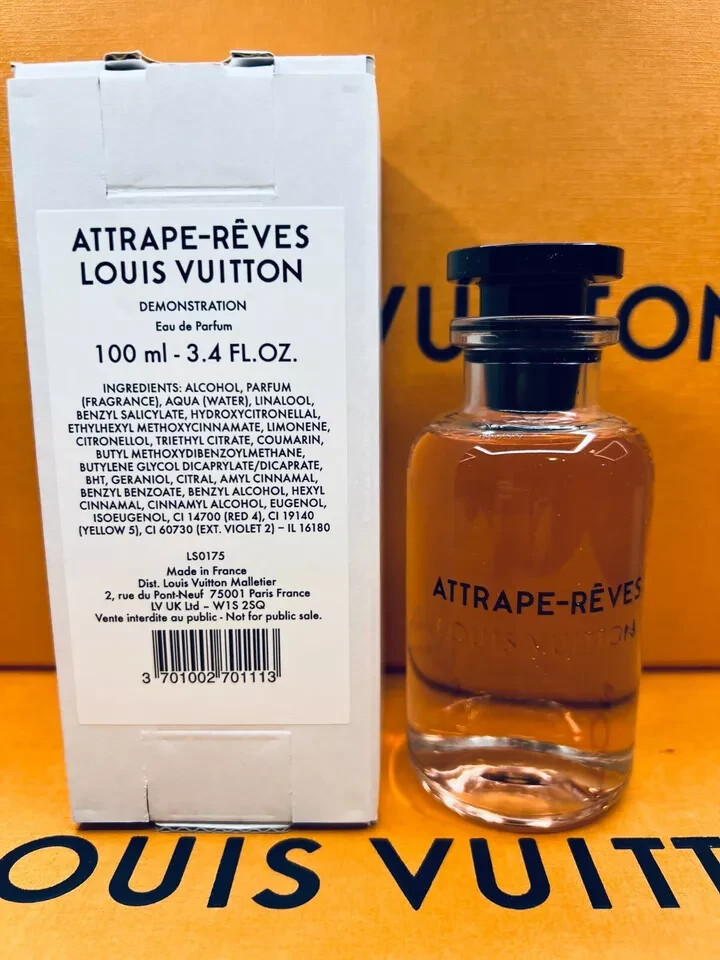 ATTRAPE-RÊVES
LOUIS VUITTON
DEMONSTRATION
Eau de Parfum
100 ml - 3.4 FL.OZ.
INGREDIENTS: ALCOHOL, PARFUM
(FRAGRANCE), AQUA (WATER), LINALOOL,
BENZYL SALICYLATE, HYDROXYCITRONELLAL,
ETHYLHEXYL METHOXYCINNAMATE, LIMONENE,
CITRONELLOL, TRIETHYL CITRATE, COUMARIN,
BUTYL METHOXYDIBENZOYLMETHANE,
BUTYLENE GLYCOL DICAPRYLATE/DICAPRATE,
BHT, GERANIOL, CITRAL, AMYL CINNAMAL,
BENZYL BENZOATE, BENZYL ALCOHOL, HEXYL
CINNAMAL, CINNAMYL ALCOHOL, EUGENOL,
ISOEUGENOL, CI 14700 (RED 4), CI 19140
(YELLOW 5), CI 60730 (EXT. VIOLET 2) – IL 16180
LS0175
Made in France
Dist. Louis Vuitton Malletier
2, rue du Pont-Neuf 75001 Paris France
LV UK Ltd – W1S 2SQ
Vente interdite au public - Not for public sale.
3 701002 701113
VUITTON
ATTRAPE-RÊVES
LOUIS VUITTON
OUIS VUITT